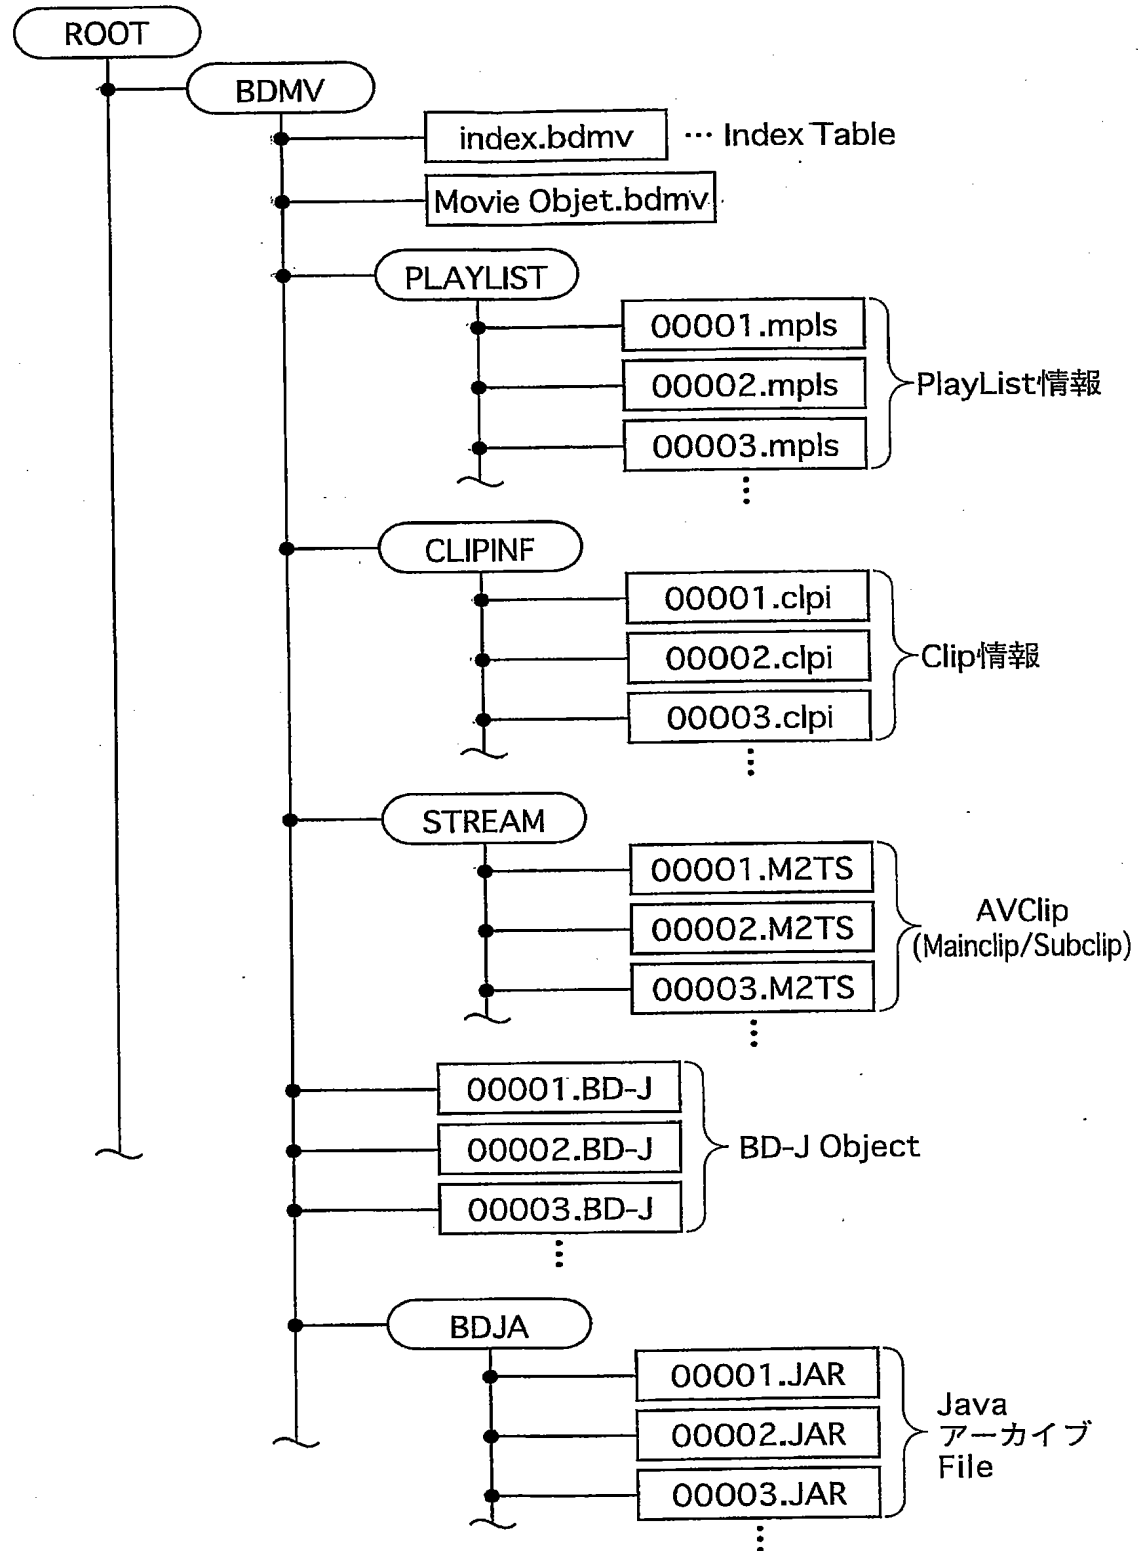 ROOT
BDMV
index.bdmv … Index Table
Movie Objet.bdmv
PLAYLIST
00001.mpls
00002.mpls
PlayList情報
00003.mpls
CLIPINF
00001.clpi
00002.clpi
Clip情報
00003.clpi
STREAM
00001.M2TS
00002.M2TS
AVClip
(Mainclip/Subclip)
00003.M2TS
00001.BD-J
00002.BD-J
BD-J Object
00003.BD-J
BDJA
00001.JAR
00002.JAR
Java
アーカイブ
File
00003.JAR